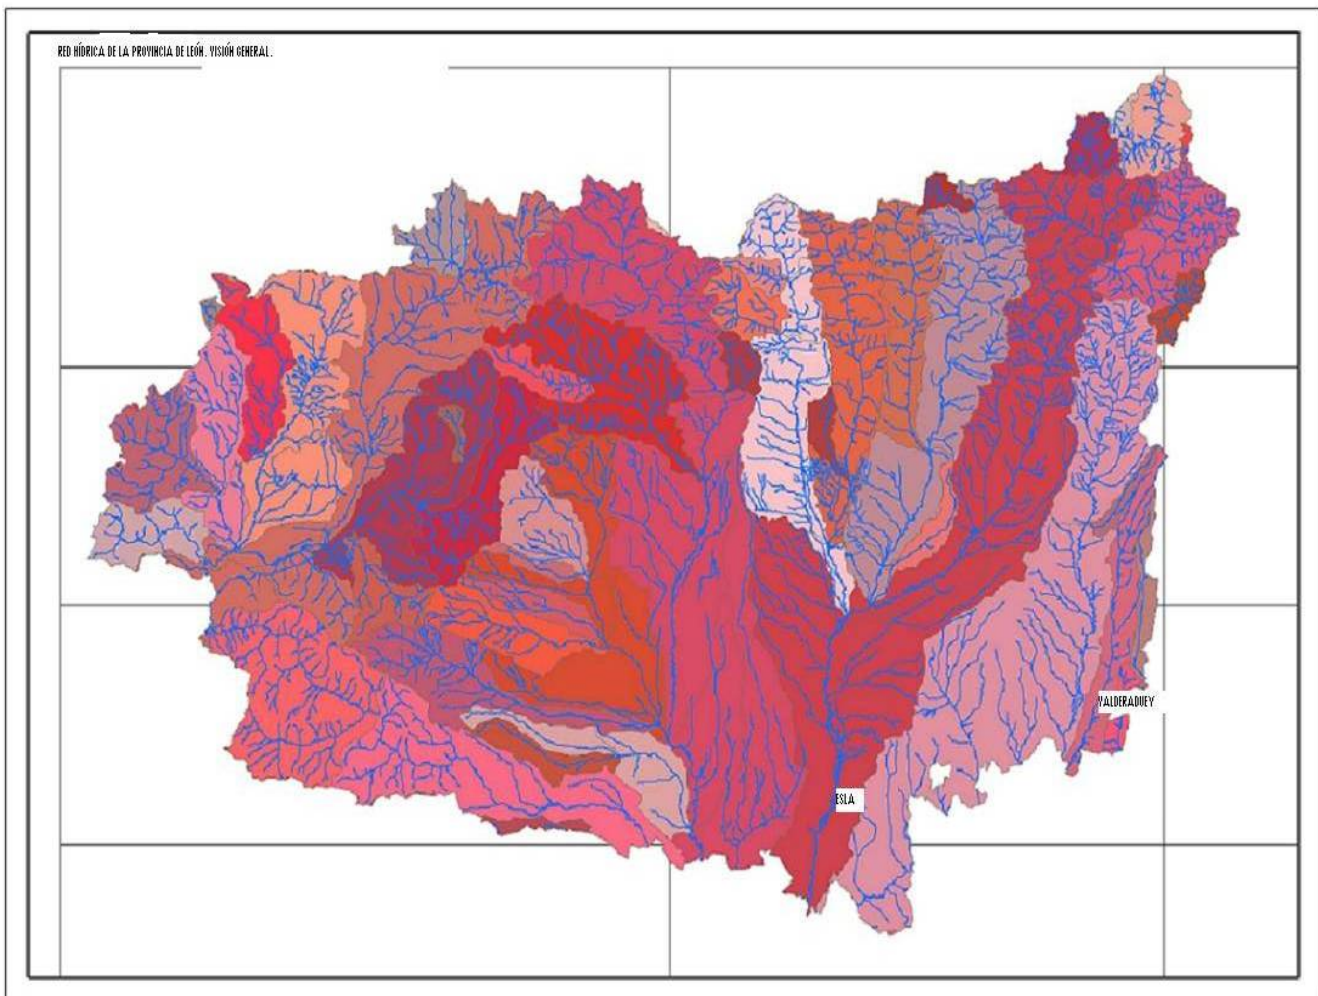 RED HÍDRICA DE LA PROVINCIA DE LEÓN. VISIÓN GENERAL.
VALDERADUEY
ESLA